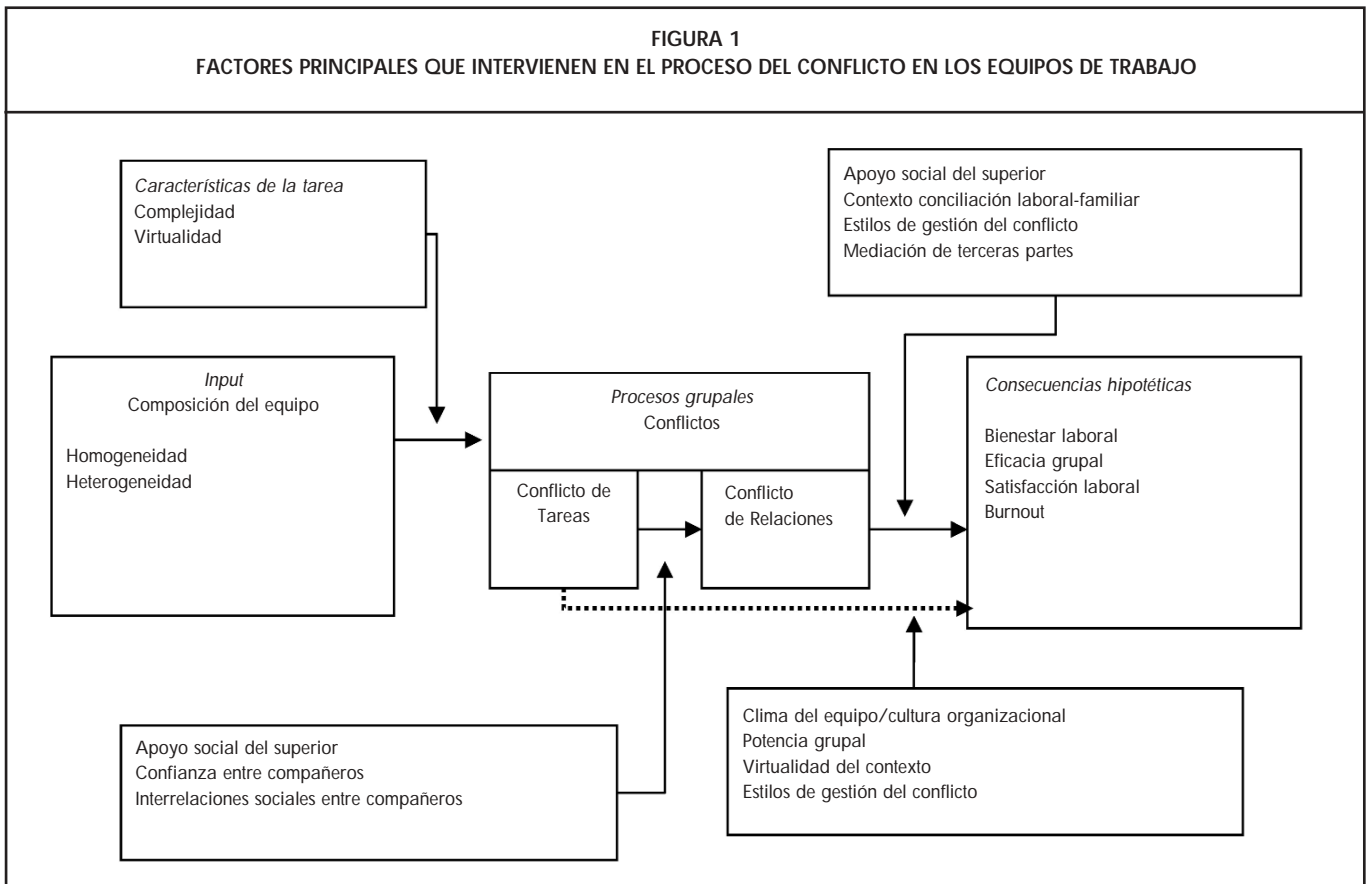 FIGURA 1
FACTORES PRINCIPALES QUE INTERVIENEN EN EL PROCESO DEL CONFLICTO EN LOS EQUIPOS DE TRABAJO
Características de la tarea
Complejidad
Virtualidad
Apoyo social del superior
Contexto conciliación laboral-familiar
Estilos de gestión del conflicto
Mediación de terceras partes
Input
Composición del equipo
Homogeneidad
Heterogeneidad
Procesos grupales
Conflictos
Conflicto de
Tareas
Conflicto
de Relaciones
Consecuencias hipotéticas
Bienestar laboral
Eficacia grupal
Satisfacción laboral
Burnout
Apoyo social del superior
Confianza entre compañeros
Interrelaciones sociales entre compañeros
Clima del equipo/cultura organizacional
Potencia grupal
Virtualidad del contexto
Estilos de gestión del conflicto